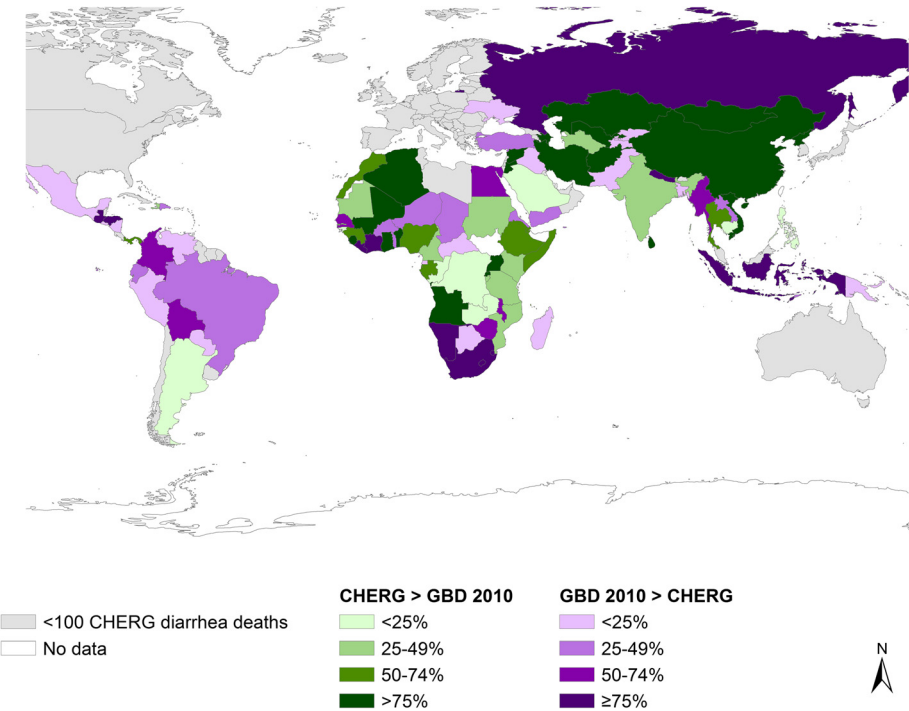 <100 CHERG diarrhea deaths
No data
CHERG > GBD 2010
<25%
25-49%
50-74%
>75%
GBD 2010 > CHERG
<25%
25-49%
50-74%
≥75%
N